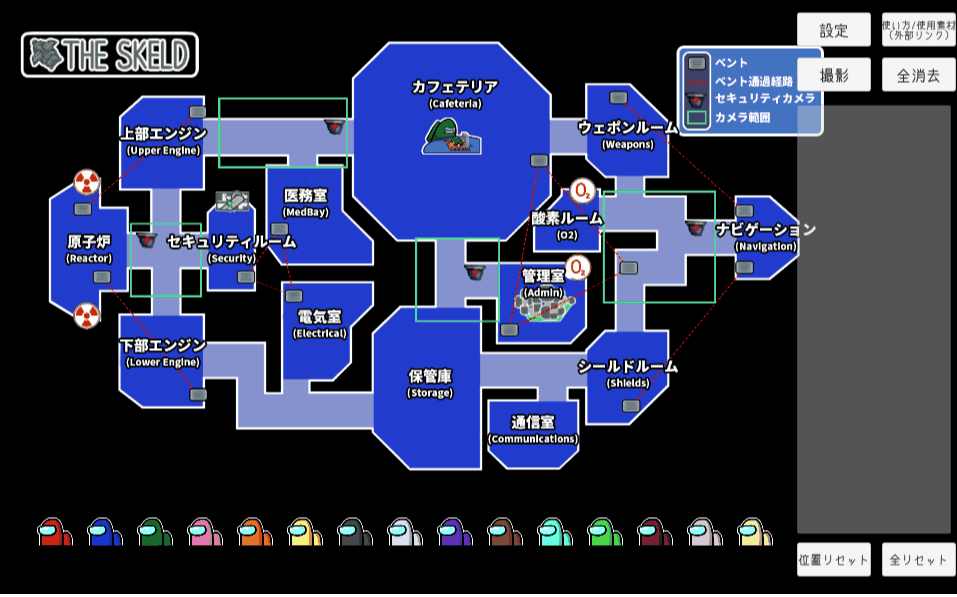 THE SKELD
設定
使い方/使用素材
(外部リンク)
撮影
全消去
ベント
ベント通過経路
セキュリティカメラ
カメラ範囲
カフェテリア
(Cafeteria)
上部エンジン
(Upper Engine)
ウェポンルーム
(Weapons)
医務室
(MedBay)
O₂
酸素ルーム
(O2)
原子炉
(Reactor)
セキュリティルーム
(Security)
ナビゲーション
(Navigation)
O₂
管理室
(Admin)
電気室
(Electrical)
下部エンジン
(Lower Engine)
保管庫
(Storage)
シールドルーム
(Shields)
通信室
(Communications)
位置リセット
全リセット